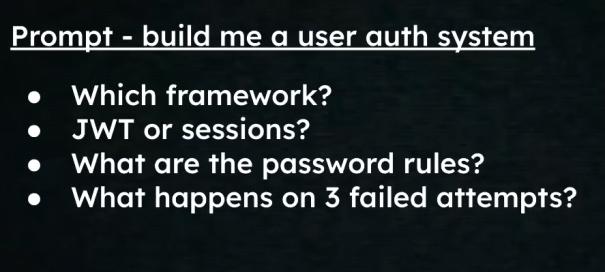 Prompt - build me a user auth system
● Which framework?
● JWT or sessions?
● What are the password rules?
● What happens on 3 failed attempts?